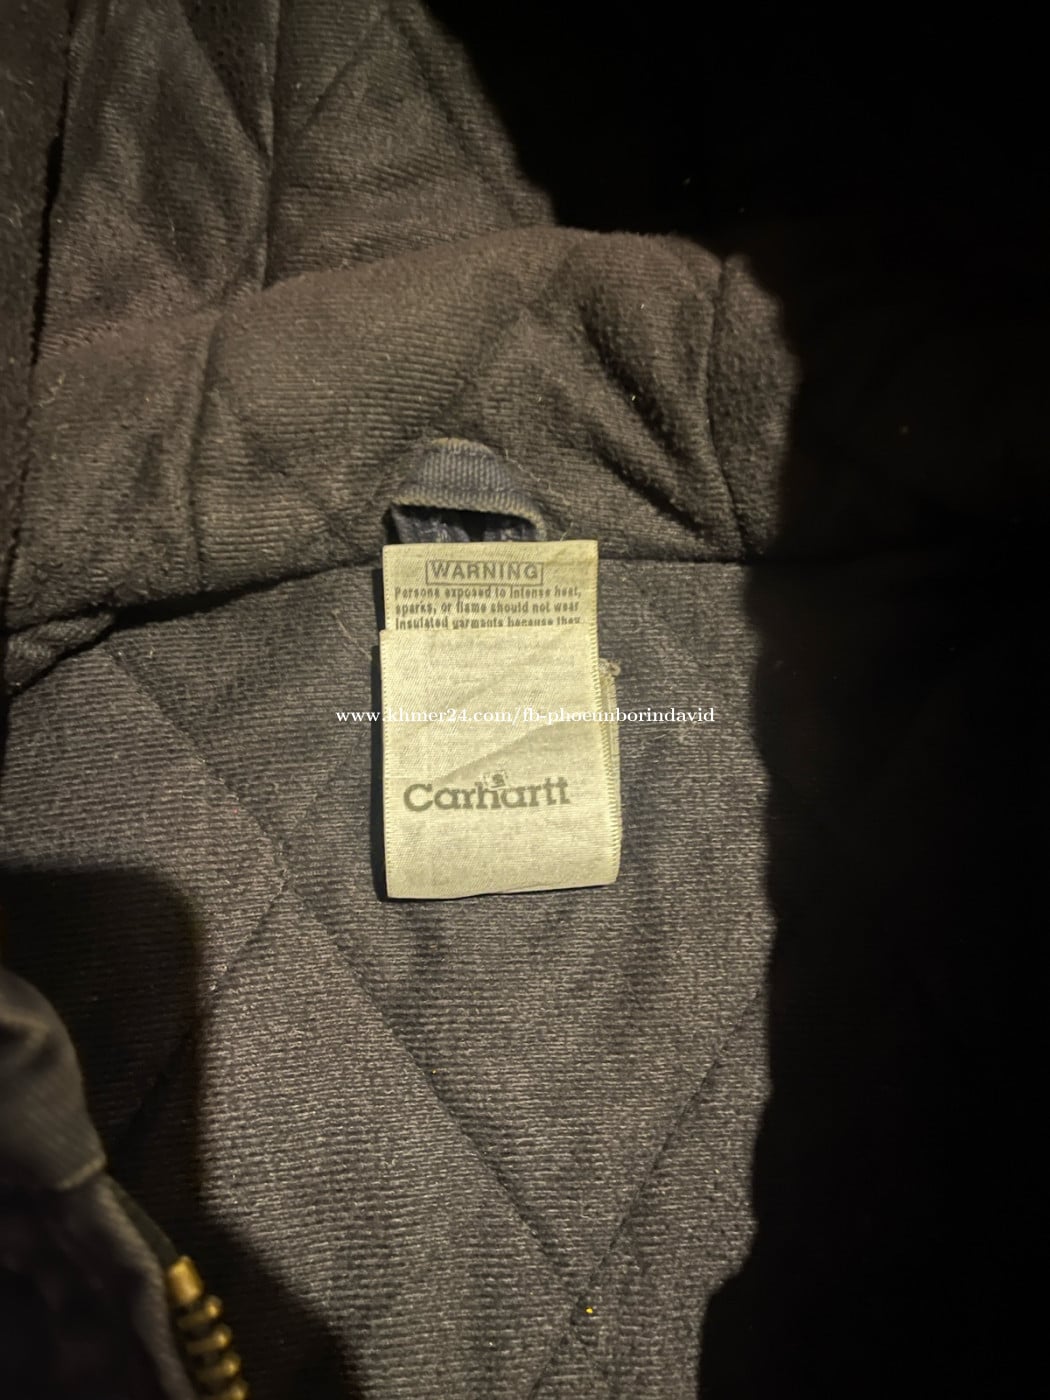 WARNING
Persons exposed to intense heat,
sparks, or flame should not wear
insulated garments because they
www.khmer24.com/fb-phoeunborindavid
Carhartt